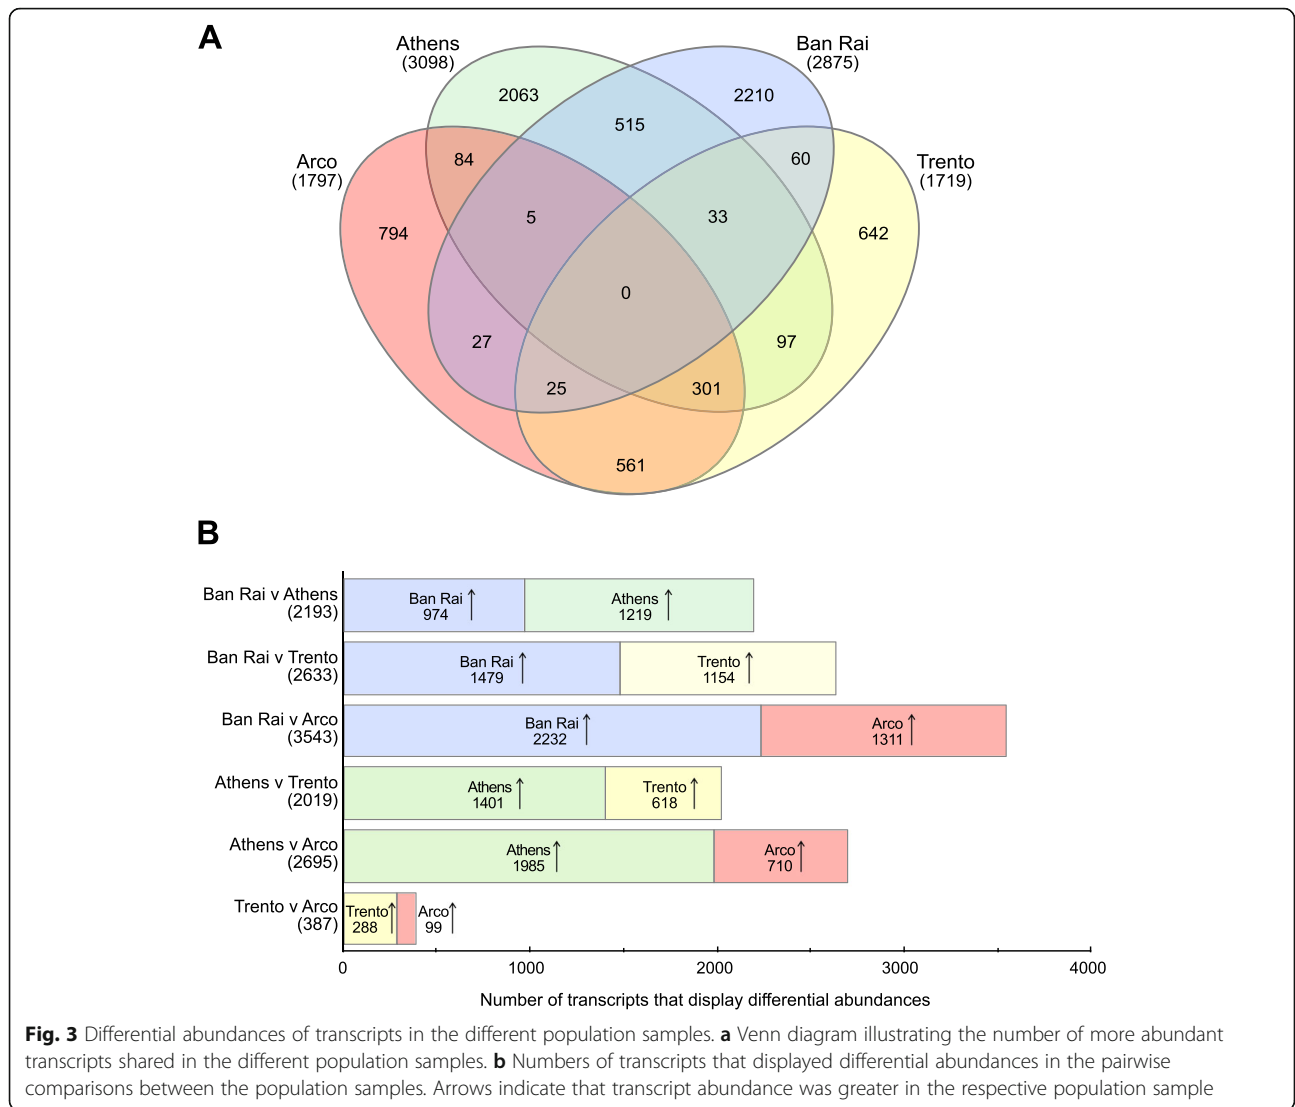 A
Athens
(3098)
Ban Rai
(2875)
Arco
(1797)
Trento
(1719)
2063
2210
515
84
60
5
33
794
642
0
27
97
25
301
561
B
Ban Rai v Athens
(2193)
Ban Rai ↑
974
Athens ↑
1219
Ban Rai v Trento
(2633)
Ban Rai ↑
1479
Trento ↑
1154
Ban Rai v Arco
(3543)
Ban Rai ↑
2232
Arco ↑
1311
Athens v Trento
(2019)
Athens ↑
1401
Trento ↑
618
Athens v Arco
(2695)
Athens ↑
1985
Arco ↑
710
Trento v Arco
(387)
Trento ↑
288
Arco ↑
99
0 1000 2000 3000 4000
Number of transcripts that display differential abundances
Fig. 3 Differential abundances of transcripts in the different population samples. a Venn diagram illustrating the number of more abundant
transcripts shared in the different population samples. b Numbers of transcripts that displayed differential abundances in the pairwise
comparisons between the population samples. Arrows indicate that transcript abundance was greater in the respective population sample